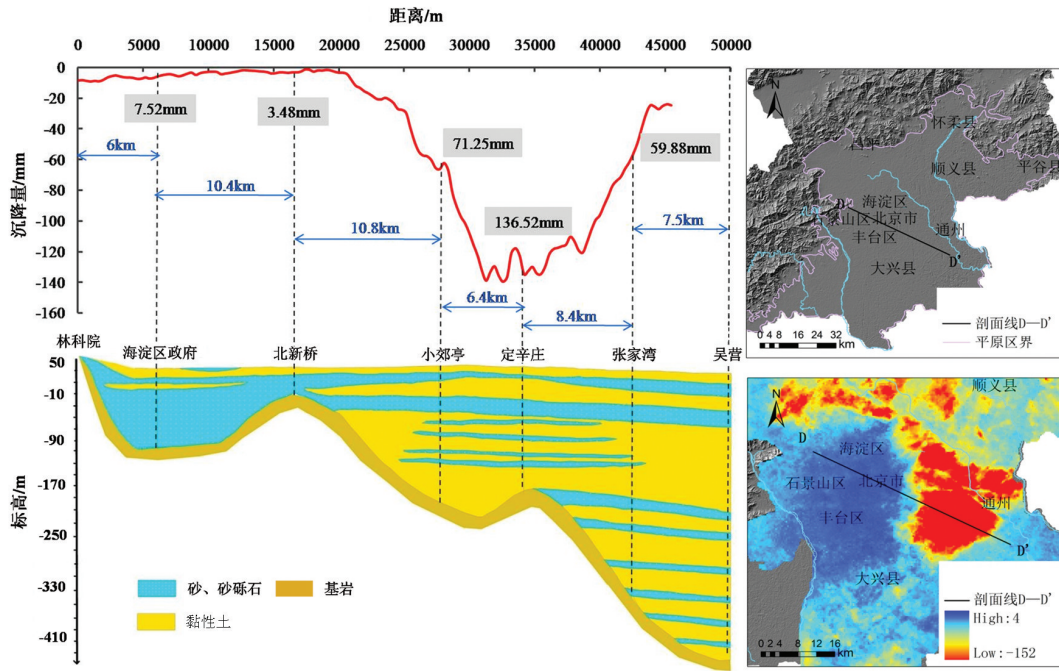 距离/m
0 5000 10000 15000 20000 25000 30000 35000 40000 45000 50000
沉降量/mm
0
-20
-40
-60
-80
-100
-120
-140
-160
7.52mm
3.48mm
71.25mm
136.52mm
59.88mm
6km
10.4km
10.8km
6.4km
8.4km
7.5km
林科院
海淀区政府
北新桥
小郊亭
定辛庄
张家湾
吴营
标高/m
50
-10
-90
-170
-250
-330
-410
砂、砂砾石
基岩
黏性土
N
怀柔县
昌平
顺义县
平谷县
D
海淀区
石景山区
北京市
丰台区
通州
D'
大兴县
剖面线D—D'
平原区界
0 4 8 16 24 32
km
N
顺义县
D
海淀区
石景山区
北京市
通州
丰台区
D'
大兴县
剖面线D—D'
High:4
Low:-152
0 2 4 8 12 16
km